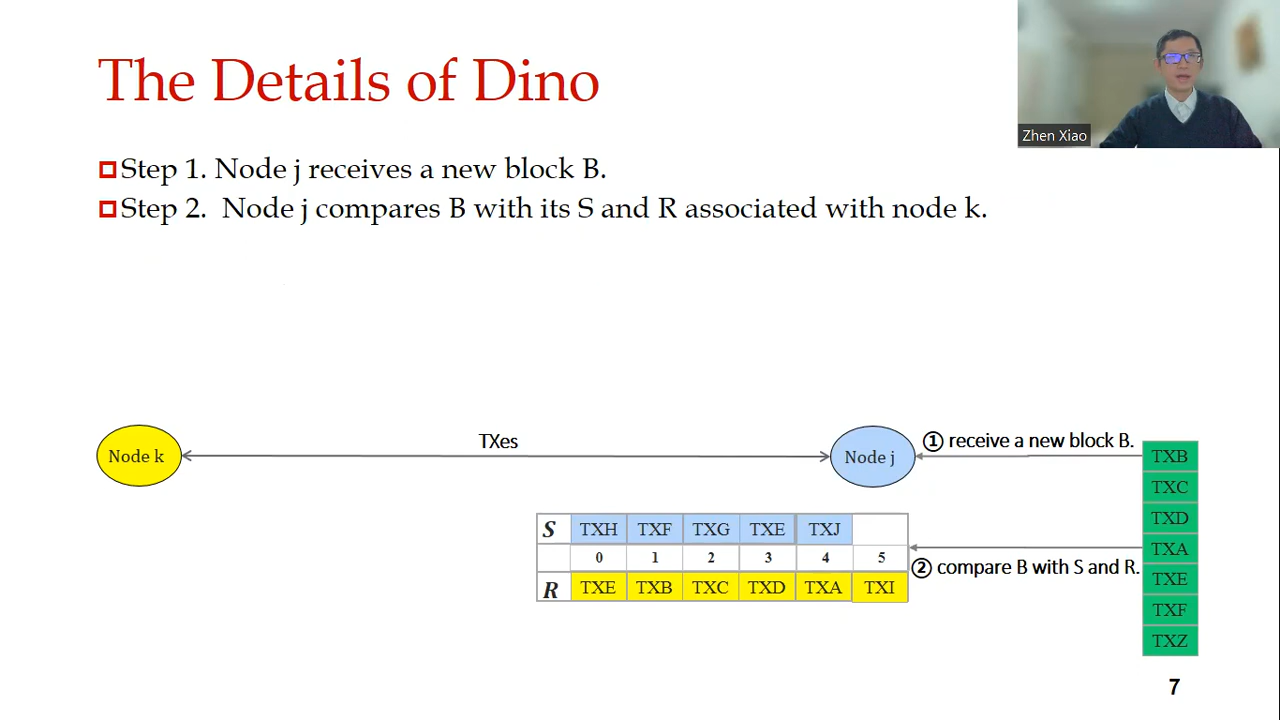 The Details of Dino
Zhen Xiao
Step 1. Node j receives a new block B.
Step 2. Node j compares B with its S and R associated with node k.
Node k
TXes
Node j
① receive a new block B.
S TXH TXF TXG TXE TXJ
0 1 2 3 4 5
R TXE TXB TXC TXD TXA TXI
② compare B with S and R.
TXB
TXC
TXD
TXA
TXE
TXF
TXZ
7